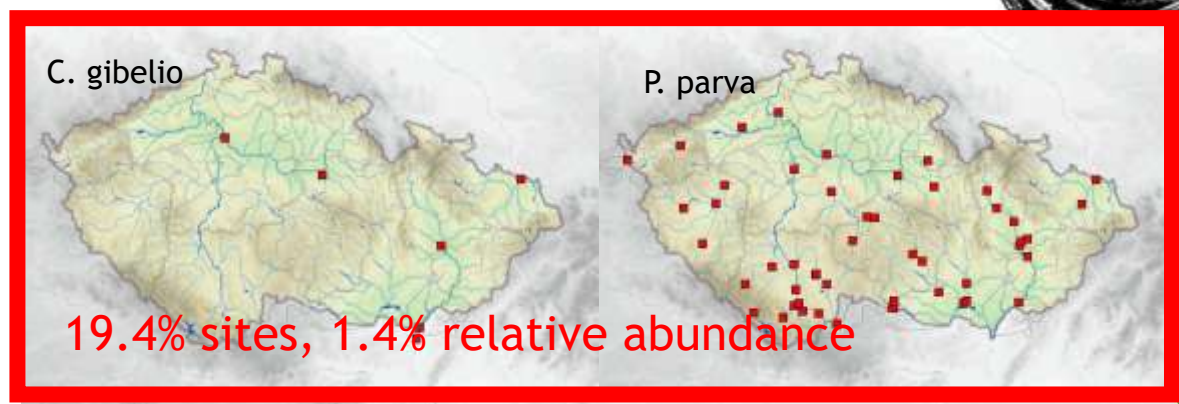 C. gibelio
P. parva
19.4% sites, 1.4% relative abundance